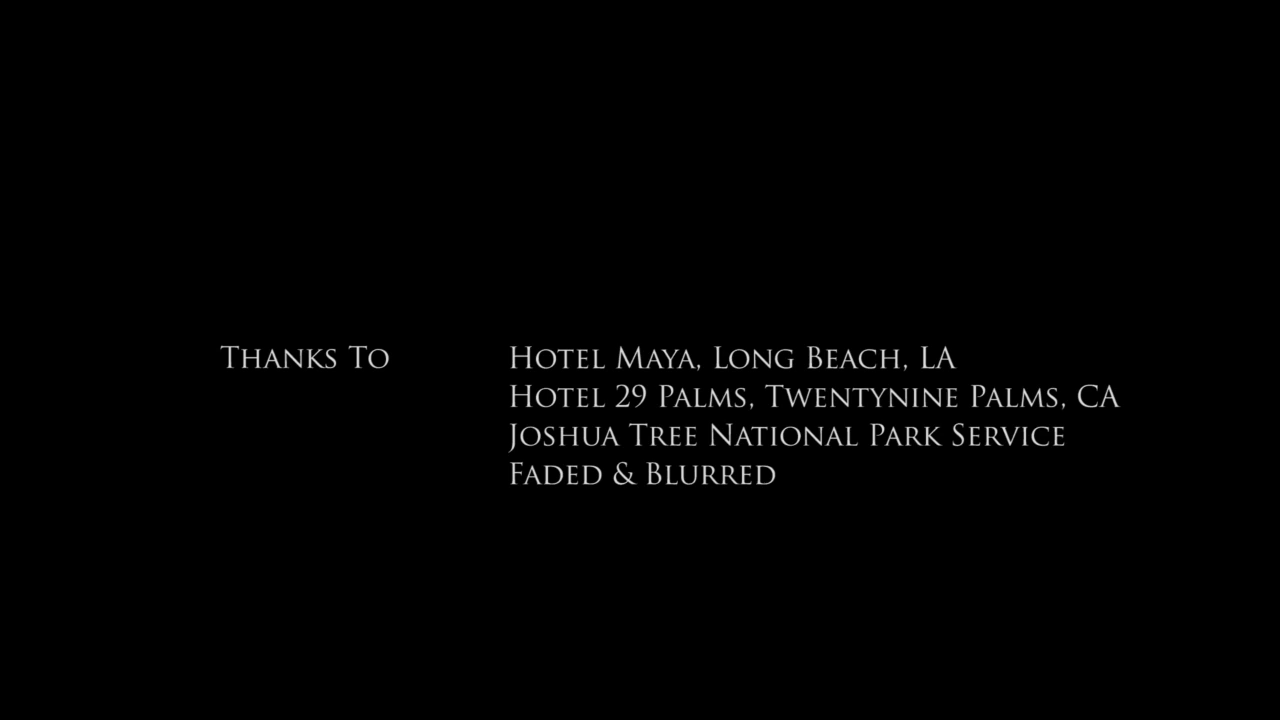 Thanks To Hotel Maya, Long Beach, LA
Hotel 29 Palms, Twentynine Palms, CA
Joshua Tree National Park Service
Faded & Blurred